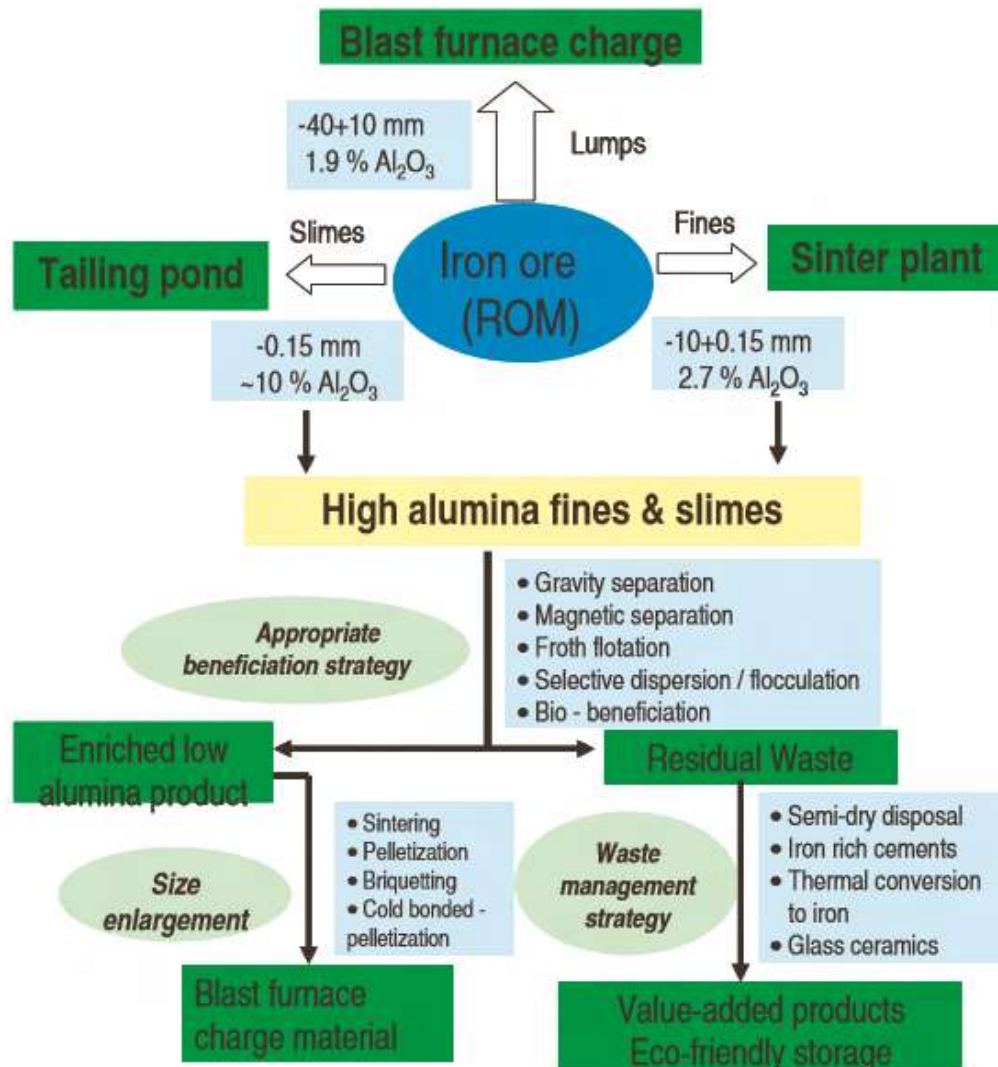 Blast furnace charge
-40+10 mm
1.9 % Al₂O₃
Lumps
Slimes
Fines
Tailing pond
Iron ore
(ROM)
Sinter plant
-0.15 mm
~10 % Al₂O₃
-10+0.15 mm
2.7 % Al₂O₃
High alumina fines & slimes
• Gravity separation
• Magnetic separation
• Froth flotation
• Selective dispersion / flocculation
• Bio - beneficiation
Appropriate
beneficiation strategy
Enriched low
alumina product
Residual Waste
• Sintering
• Pelletization
• Briquetting
• Cold bonded -
pelletization
Size
enlargement
Waste
management
strategy
• Semi-dry disposal
• Iron rich cements
• Thermal conversion
to iron
• Glass ceramics
Blast furnace
charge material
Value-added products
Eco-friendly storage